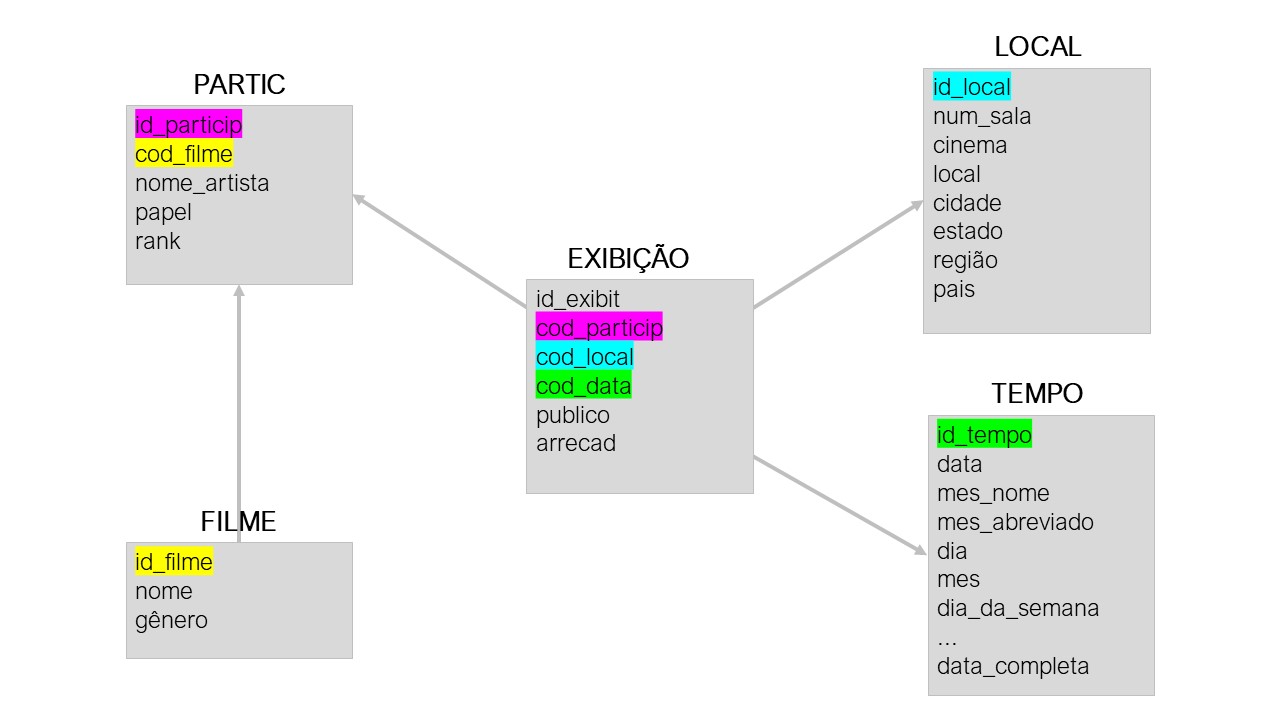 PARTIC
id_particip
cod_filme
nome_artista
papel
rank
FILME
id_filme
nome
gênero
EXIBIÇÃO
id_exibit
cod_particip
cod_local
cod_data
publico
arrecad
LOCAL
id_local
num_sala
cinema
local
cidade
estado
região
pais
TEMPO
id_tempo
data
mes_nome
mes_abreviado
dia
mes
dia_da_semana
...
data_completa